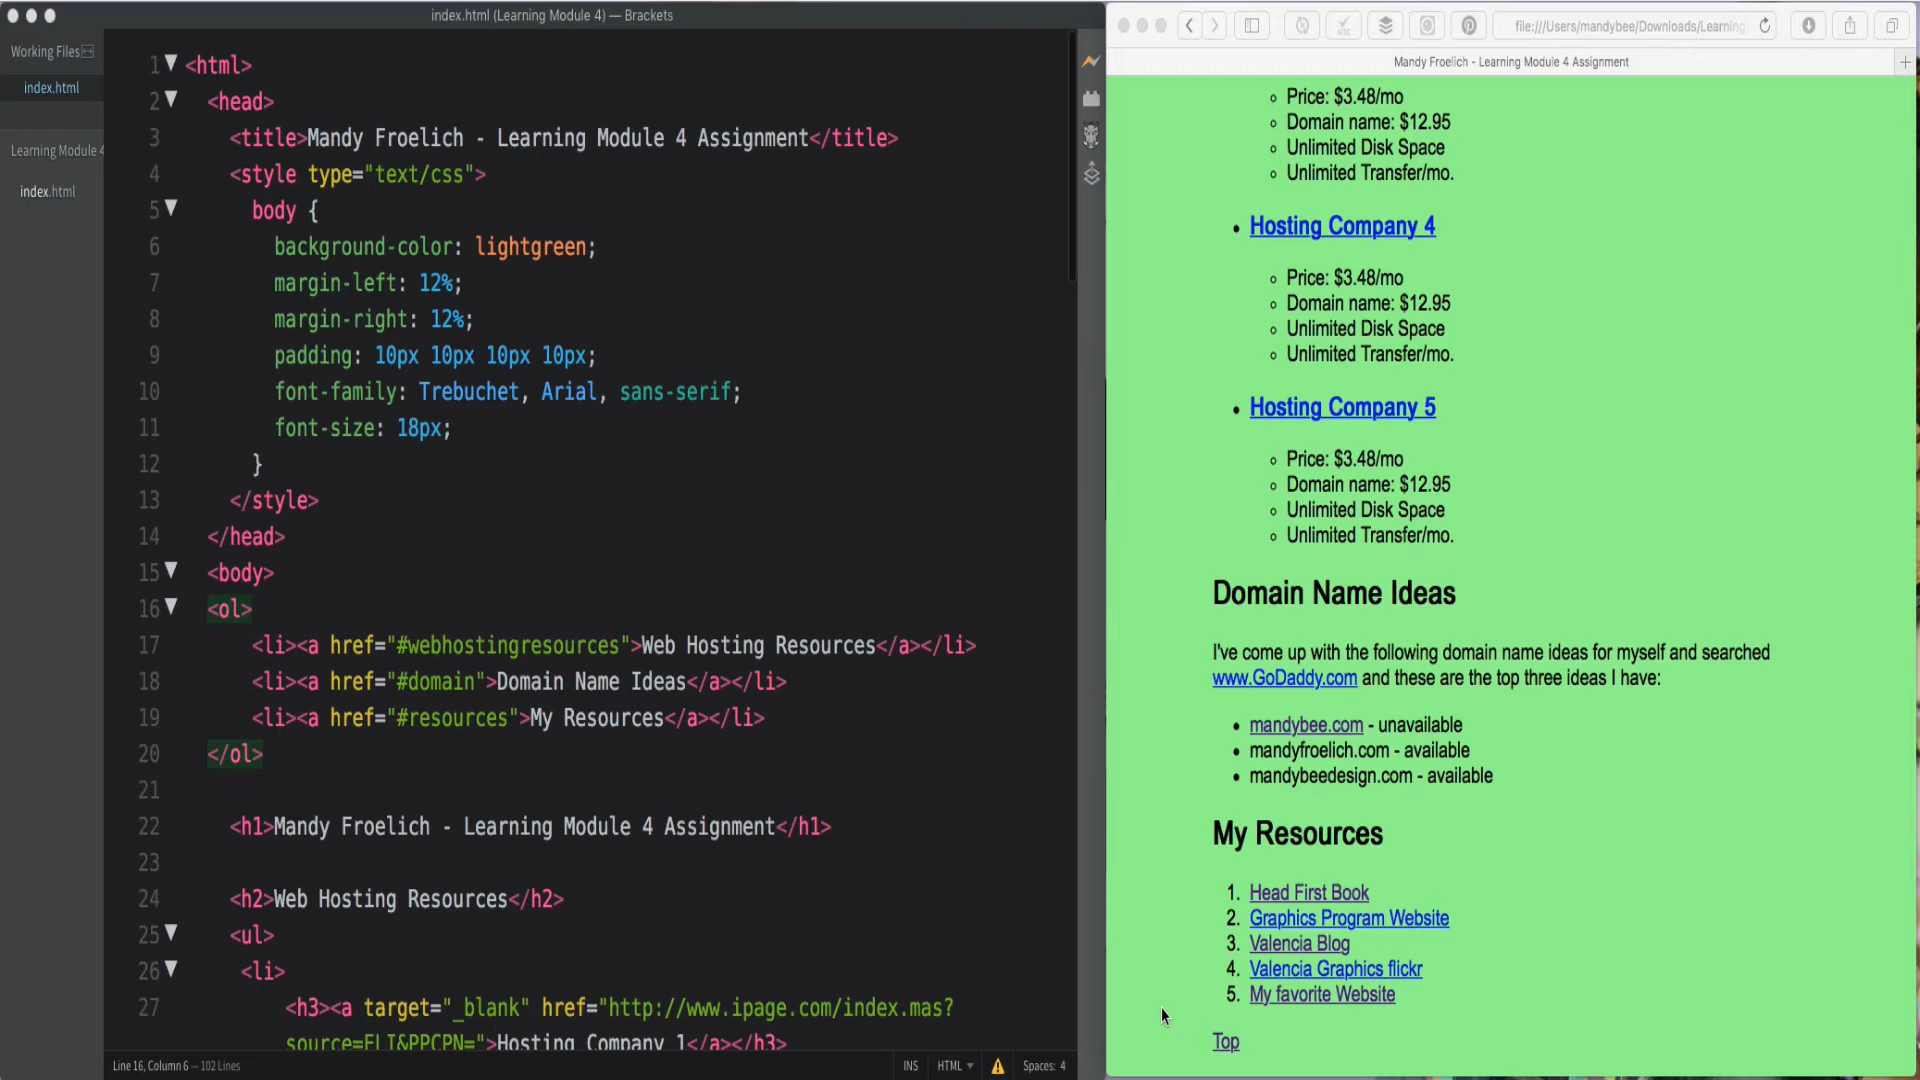 index.html (Learning Module 4) — Brackets
Working Files
index.html
Learning Module 4
index.html
1 <html>
2 <head>
3 <title>Mandy Froelich - Learning Module 4 Assignment</title>
4 <style type="text/css">
5 body {
6 background-color: lightgreen;
7 margin-left: 12%;
8 margin-right: 12%;
9 padding: 10px 10px 10px 10px;
10 font-family: Trebuchet, Arial, sans-serif;
11 font-size: 18px;
12 }
13 </style>
14 </head>
15 <body>
16 <ol>
17 <li><a href="#webhostingresources">Web Hosting Resources</a></li>
18 <li><a href="#domain">Domain Name Ideas</a></li>
19 <li><a href="#resources">My Resources</a></li>
20 </ol>
21
22 <h1>Mandy Froelich - Learning Module 4 Assignment</h1>
23
24 <h2>Web Hosting Resources</h2>
25 <ul>
26 <li>
27 <h3><a target="_blank" href="http://www.ipage.com/index.mas?
source=ELI&PPCPN=">Hosting Company 1</a></h3>
Line 16, Column 6 — 102 Lines
INS HTML Spaces: 4
file:///Users/mandybee/Downloads/Learning
Mandy Froelich - Learning Module 4 Assignment
Price: $3.48/mo
Domain name: $12.95
Unlimited Disk Space
Unlimited Transfer/mo.
Hosting Company 4
Price: $3.48/mo
Domain name: $12.95
Unlimited Disk Space
Unlimited Transfer/mo.
Hosting Company 5
Price: $3.48/mo
Domain name: $12.95
Unlimited Disk Space
Unlimited Transfer/mo.
Domain Name Ideas
I've come up with the following domain name ideas for myself and searched
www.GoDaddy.com and these are the top three ideas I have:
mandybee.com - unavailable
mandyfroelich.com - available
mandybeedesign.com - available
My Resources
1. Head First Book
2. Graphics Program Website
3. Valencia Blog
4. Valencia Graphics flickr
5. My favorite Website
Top